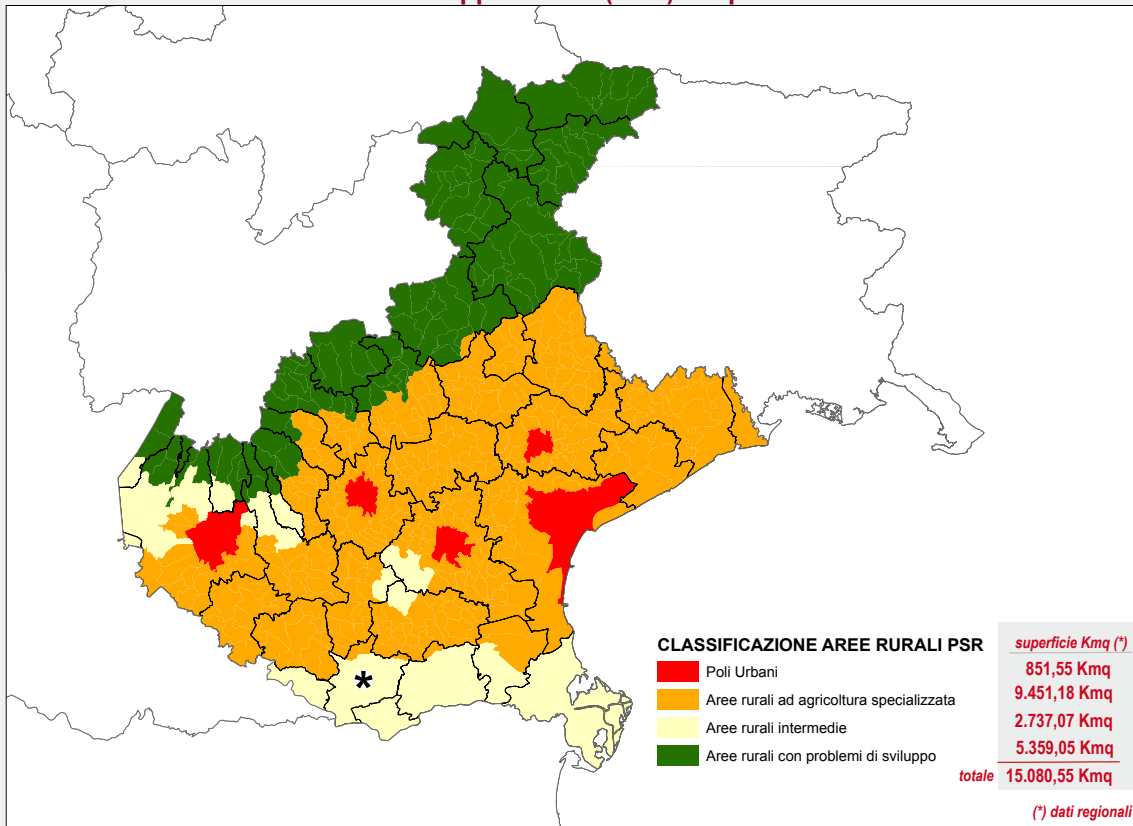 CLASSIFICAZIONE AREE RURALI PSR
superficie Kmq (*)
Poli Urbani
851,55 Kmq
Aree rurali ad agricoltura specializzata
9.451,18 Kmq
Aree rurali intermedie
2.737,07 Kmq
Aree rurali con problemi di sviluppo
5.359,05 Kmq
totale 15.080,55 Kmq
(*) dati regionali
*